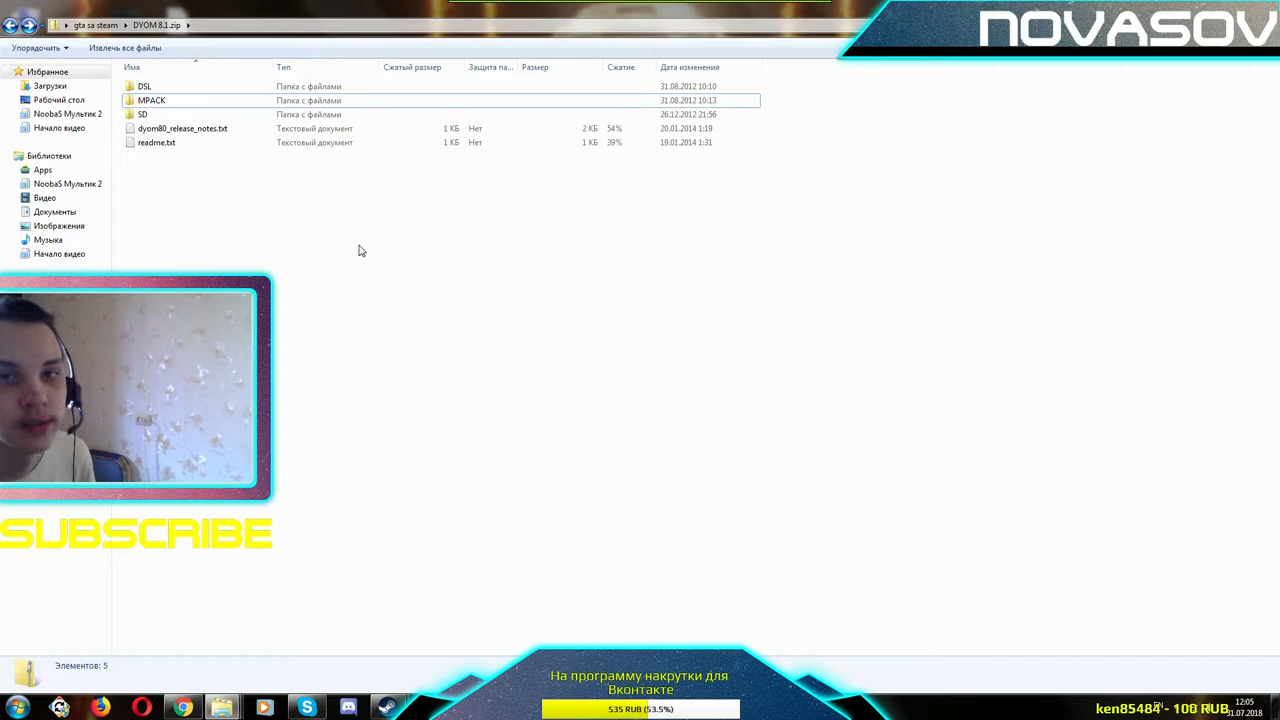 NOVASOV
gta sa steam ▸ DYOM 8.1.zip ▸
Упорядочить Извлечь все файлы
Имя Тип Сжатый размер Защита па... Размер Сжатие Дата изменения
DSL Папка с файлами 31.08.2012 10:10
MPACK Папка с файлами 31.08.2012 10:13
SD Папка с файлами 26.12.2012 21:56
dyom80_release_notes.txt Текстовый документ 1 КБ Нет 2 КБ 54% 20.01.2014 1:19
readme.txt Текстовый документ 1 КБ Нет 1 КБ 39% 19.01.2014 1:31
Избранное
Загрузки
Рабочий стол
NoobaS Мультик 2
Начало видео
Библиотеки
Apps
NoobaS Мультик 2
Видео
Документы
Изображения
Музыка
Начало видео
SUBSCRIBE
Элементов: 5
На программу накрутки для
Вконтакте
535 RUB (53.5%)
ken85484 - 100 RUB
12:05
31.07.2018